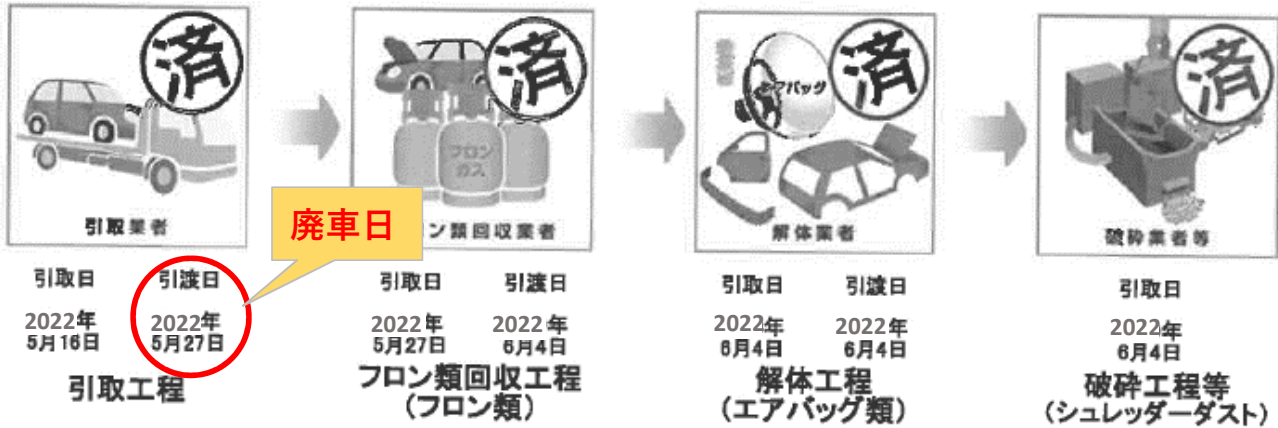 済
済
済
済
エアバッグ
フロン
ガス
引取業者
廃車日
ン類回収業者
解体業者
破砕業者等
引取日
引渡日
引取日
引渡日
引取日
引渡日
引取日
2022年
5月16日
2022年
5月27日
2022年
5月27日
2022年
6月4日
2022年
6月4日
2022年
6月4日
2022年
6月4日
引取工程
フロン類回収工程
(フロン類)
解体工程
(エアバッグ類)
破砕工程等
(シュレッダーダスト)